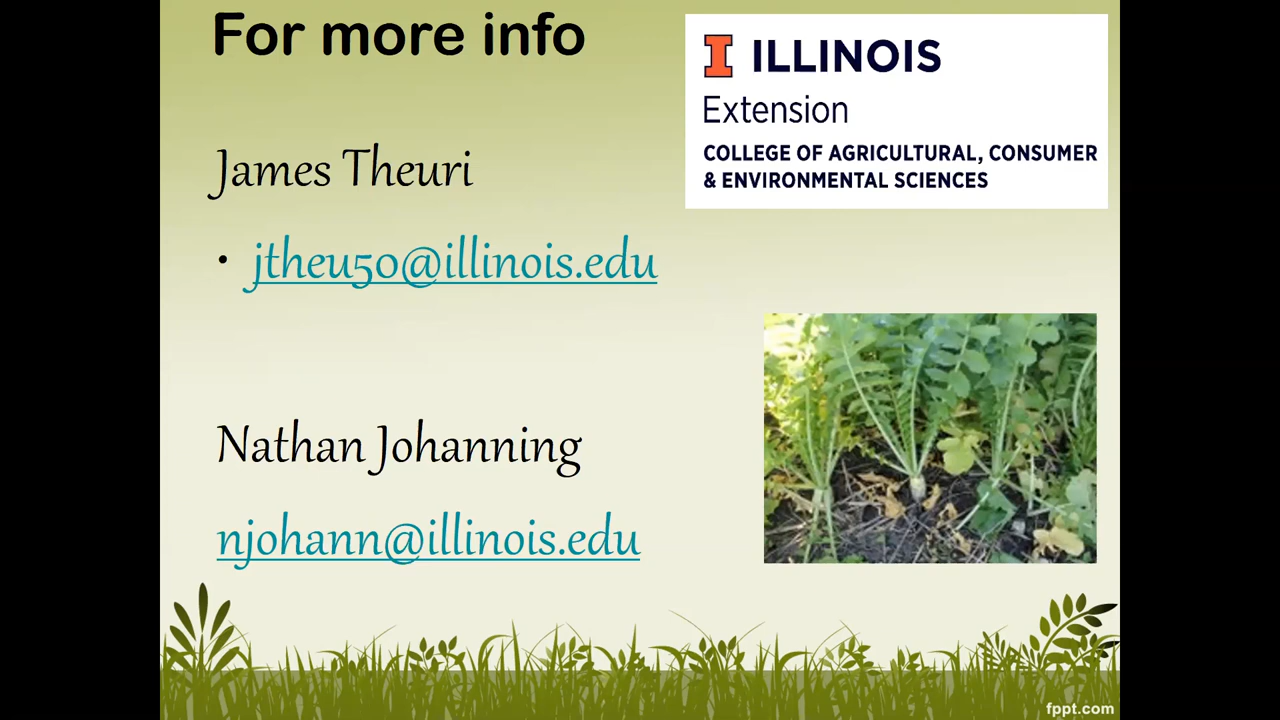 For more info
ILLINOIS
Extension
COLLEGE OF AGRICULTURAL, CONSUMER
& ENVIRONMENTAL SCIENCES
James Theuri
• jtheu50@illinois.edu
Nathan Johanning
njohann@illinois.edu
fppt.com